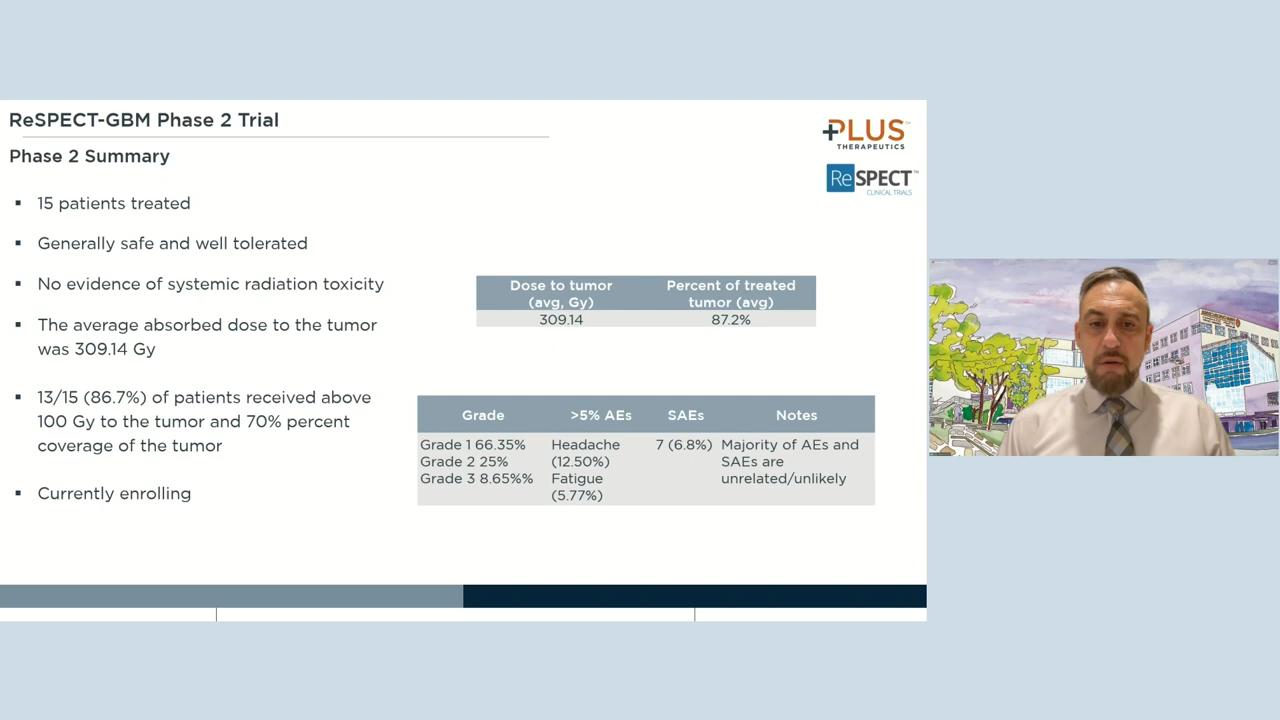 ReSPECT-GBM Phase 2 Trial
Phase 2 Summary
PLUS™
THERAPEUTICS
ReSPECT™
CLINICAL TRIALS
▪ 15 patients treated
▪ Generally safe and well tolerated
▪ No evidence of systemic radiation toxicity
▪ The average absorbed dose to the tumor
was 309.14 Gy
▪ 13/15 (86.7%) of patients received above
100 Gy to the tumor and 70% percent
coverage of the tumor
▪ Currently enrolling
Dose to tumor
(avg, Gy)
Percent of treated
tumor (avg)
309.14
87.2%
Grade
>5% AEs
SAEs
Notes
Grade 1 66.35%
Grade 2 25%
Grade 3 8.65%%
Headache
(12.50%)
Fatigue
(5.77%)
7 (6.8%)
Majority of AEs and
SAEs are
unrelated/unlikely